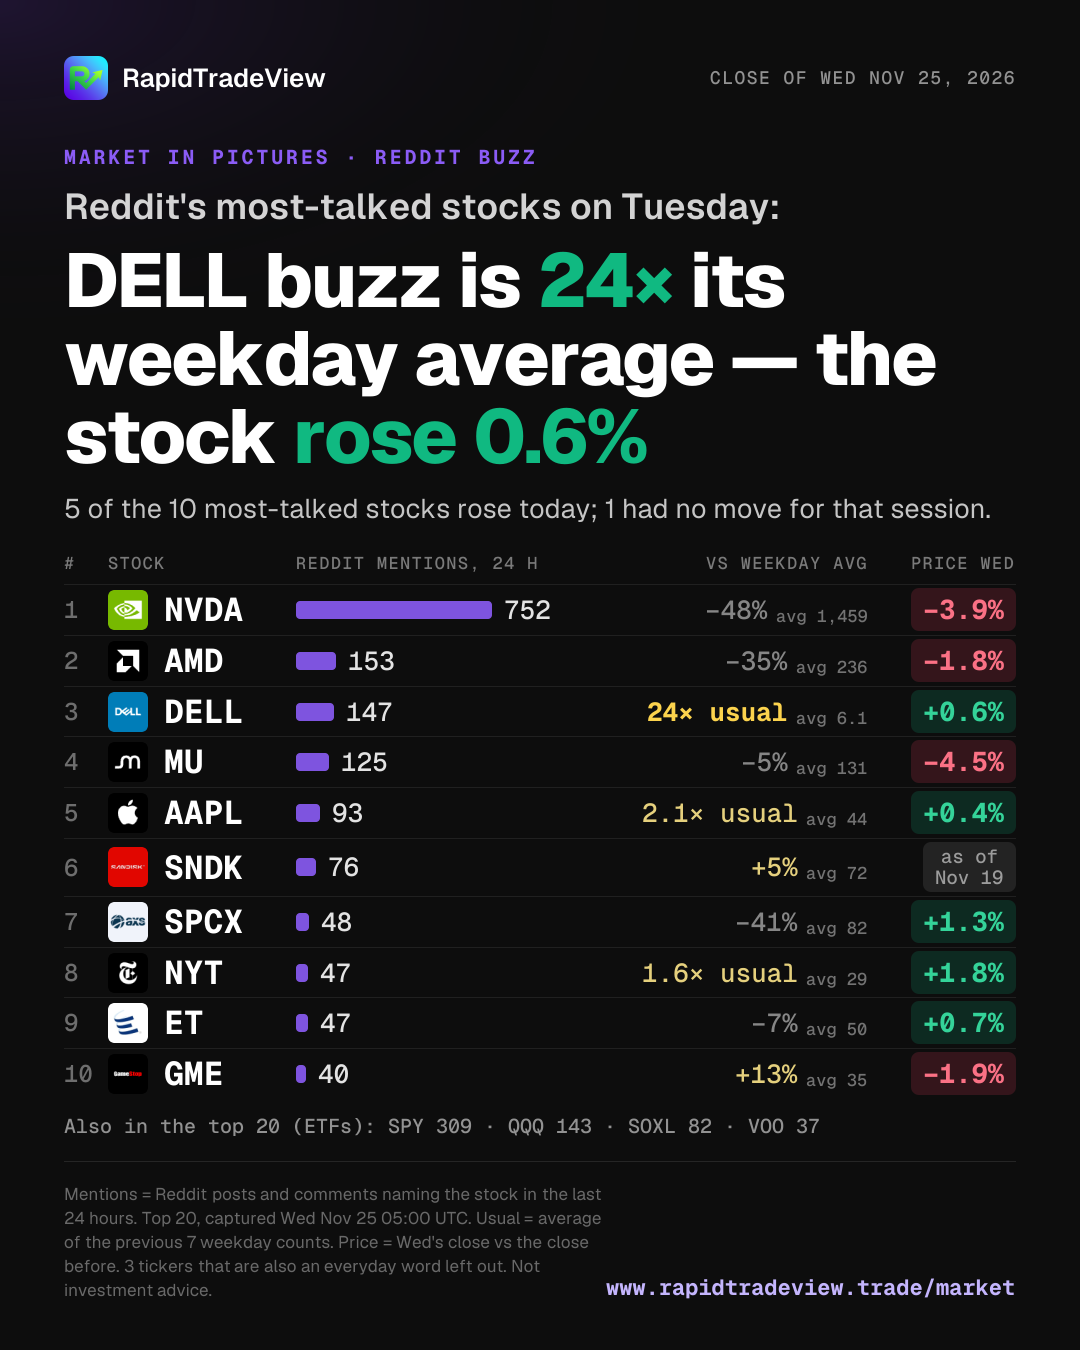 RapidTradeView
CLOSE OF WED NOV 25, 2026
MARKET IN PICTURES · REDDIT BUZZ
Reddit's most-talked stocks on Tuesday:
DELL buzz is 24× its
weekday average — the
stock rose 0.6%
5 of the 10 most-talked stocks rose today; 1 had no move for that session.
# STOCK REDDIT MENTIONS, 24 H VS WEEKDAY AVG PRICE WED
1 NVDA 752 −48% avg 1,459 −3.9%
2 AMD 153 −35% avg 236 −1.8%
3 DELL DELL 147 24× usual avg 6.1 +0.6%
4 MU 125 −5% avg 131 −4.5%
5 AAPL 93 2.1× usual avg 44 +0.4%
6 SNDK 76 +5% avg 72 as of
Nov 19
7 axs SPCX 48 −41% avg 82 +1.3%
8 NYT 47 1.6× usual avg 29 +1.8%
9 ET 47 −7% avg 50 +0.7%
10 GameStop GME 40 +13% avg 35 −1.9%
Also in the top 20 (ETFs): SPY 309 · QQQ 143 · SOXL 82 · VOO 37
Mentions = Reddit posts and comments naming the stock in the last
24 hours. Top 20, captured Wed Nov 25 05:00 UTC. Usual = average
of the previous 7 weekday counts. Price = Wed's close vs the close
before. 3 tickers that are also an everyday word left out. Not
investment advice.
www.rapidtradeview.trade/market